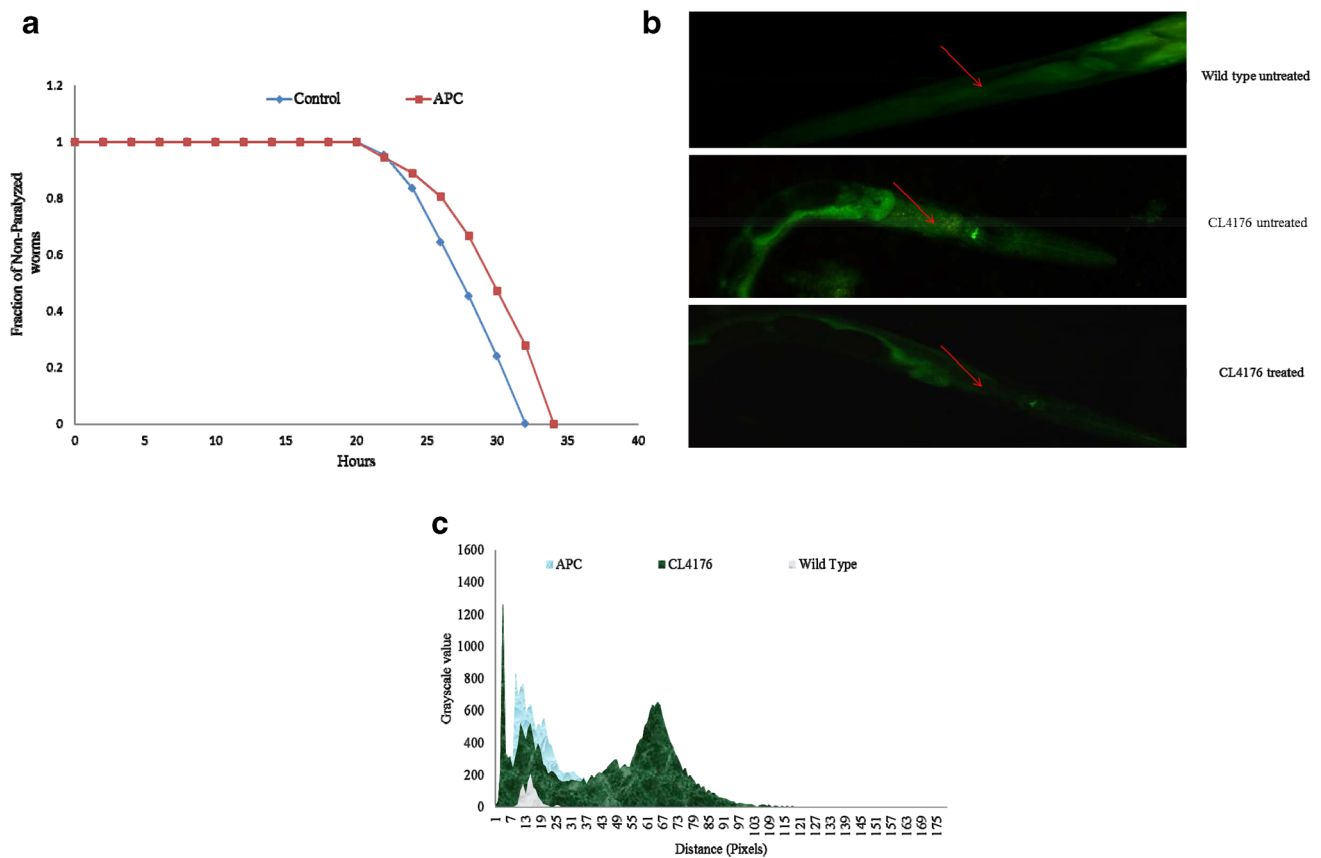 a
1.2
1
0.8
0.6
0.4
0.2
0
Fraction of Non-Paralyzed
worms
Control
APC
0 5 10 15 20 25 30 35 40
Hours
b
Wild type untreated
CL4176 untreated
CL4176 treated
c
1600
1400
1200
1000
800
600
400
200
0
Grayscale value
APC
CL4176
Wild Type
1 7 13 19 25 31 37 43 49 55 61 67 73 79 85 91 97 103 109 115 121 127 133 139 145 151 157 163 169 175
Distance (Pixels)